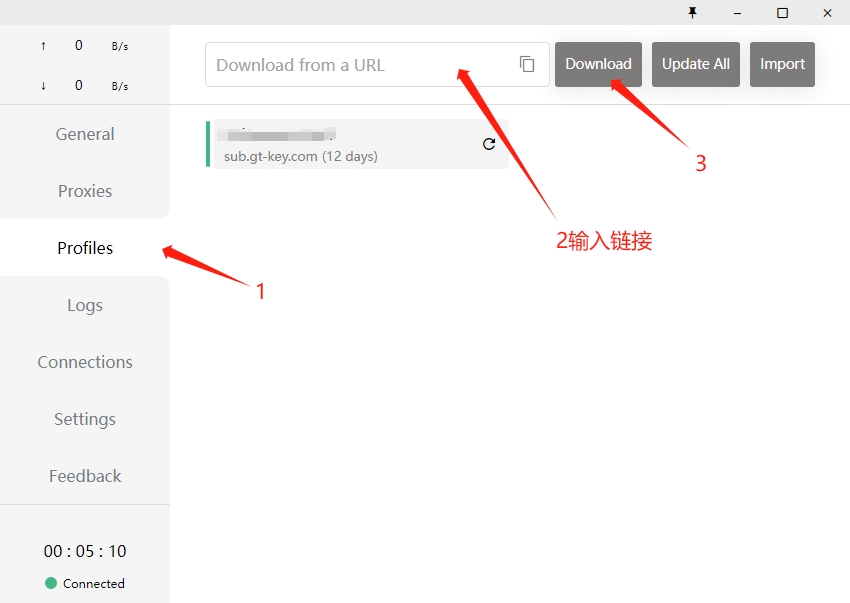 ↑ 0 B/s
↓ 0 B/s
Download from a URL
Download
Update All
Import
General
Proxies
Profiles
Logs
Connections
Settings
Feedback
sub.gt-key.com (12 days)
1
2输入链接
3
00 : 05 : 10
Connected